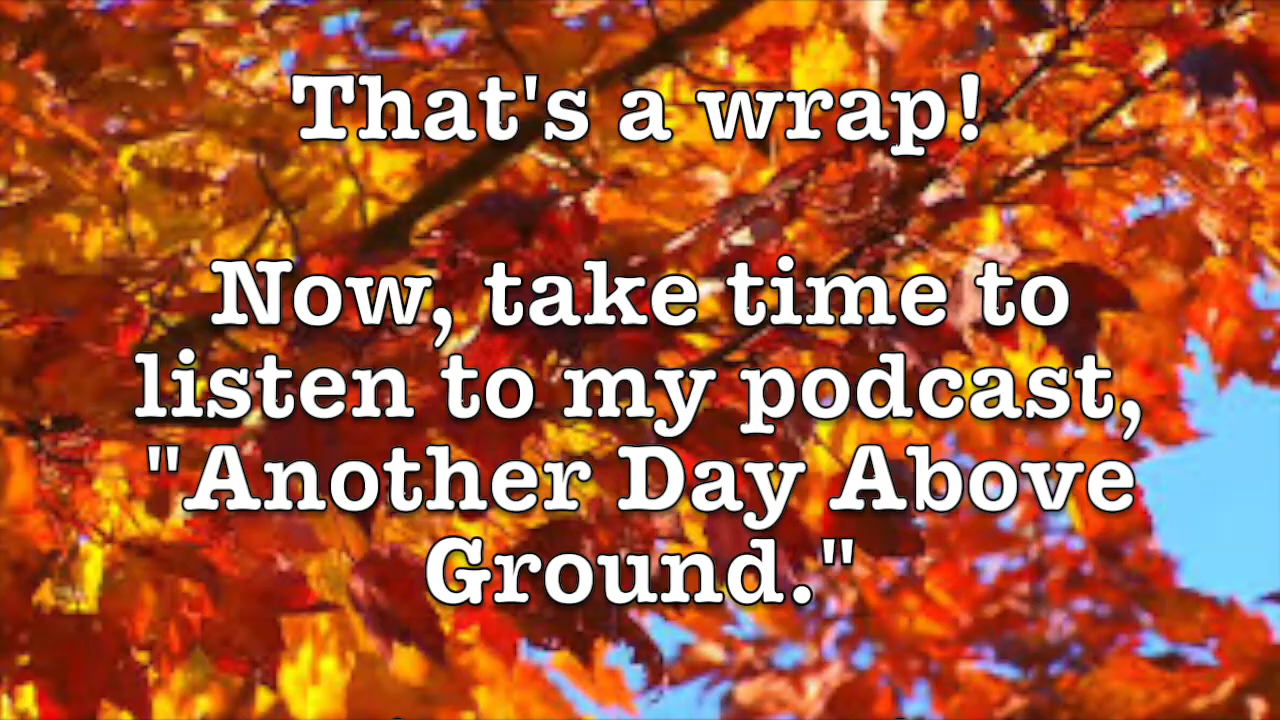 That's a wrap!
Now, take time to
listen to my podcast,
"Another Day Above
Ground."